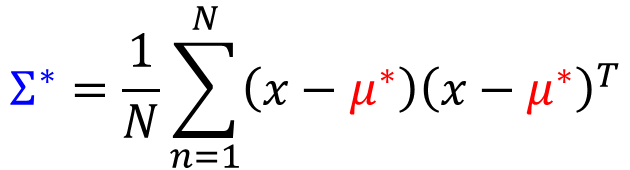 Σ* = 1/N ∑_{n=1}^{N} (x − μ*)(x − μ*)^T